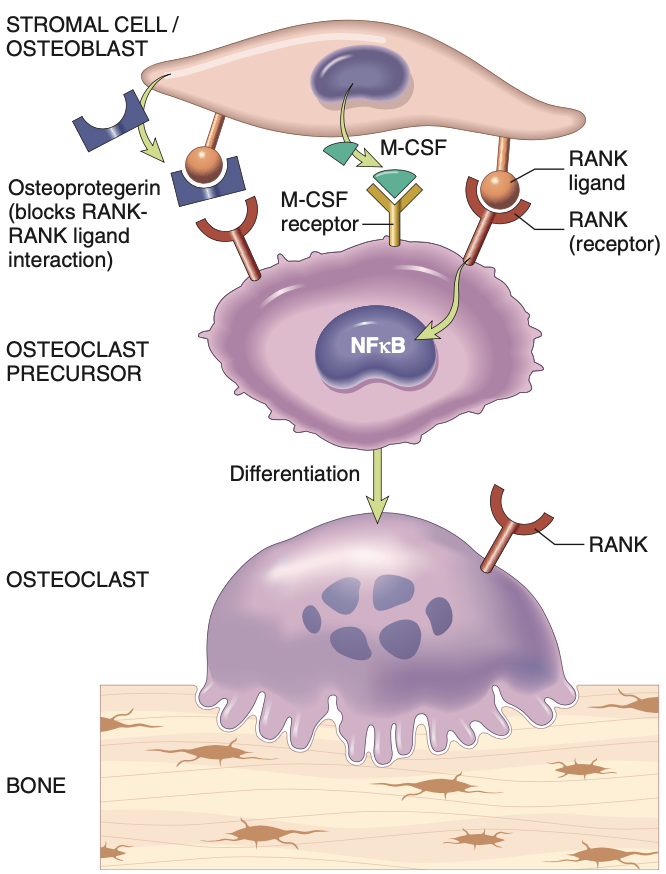 STROMAL CELL /
OSTEOBLAST
M-CSF
RANK
ligand
Osteoprotegerin
(blocks RANK-
RANK ligand
interaction)
M-CSF
receptor
RANK
(receptor)
OSTEOCLAST
PRECURSOR
NFκB
Differentiation
RANK
OSTEOCLAST
BONE